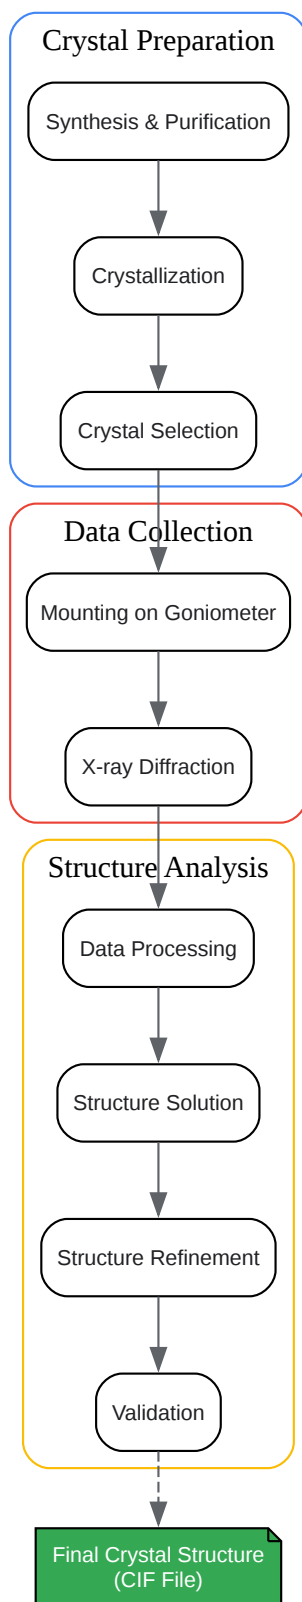 Crystal Preparation
Synthesis & Purification
Crystallization
Crystal Selection
Data Collection
Mounting on Goniometer
X-ray Diffraction
Structure Analysis
Data Processing
Structure Solution
Structure Refinement
Validation
Final Crystal Structure
(CIF File)